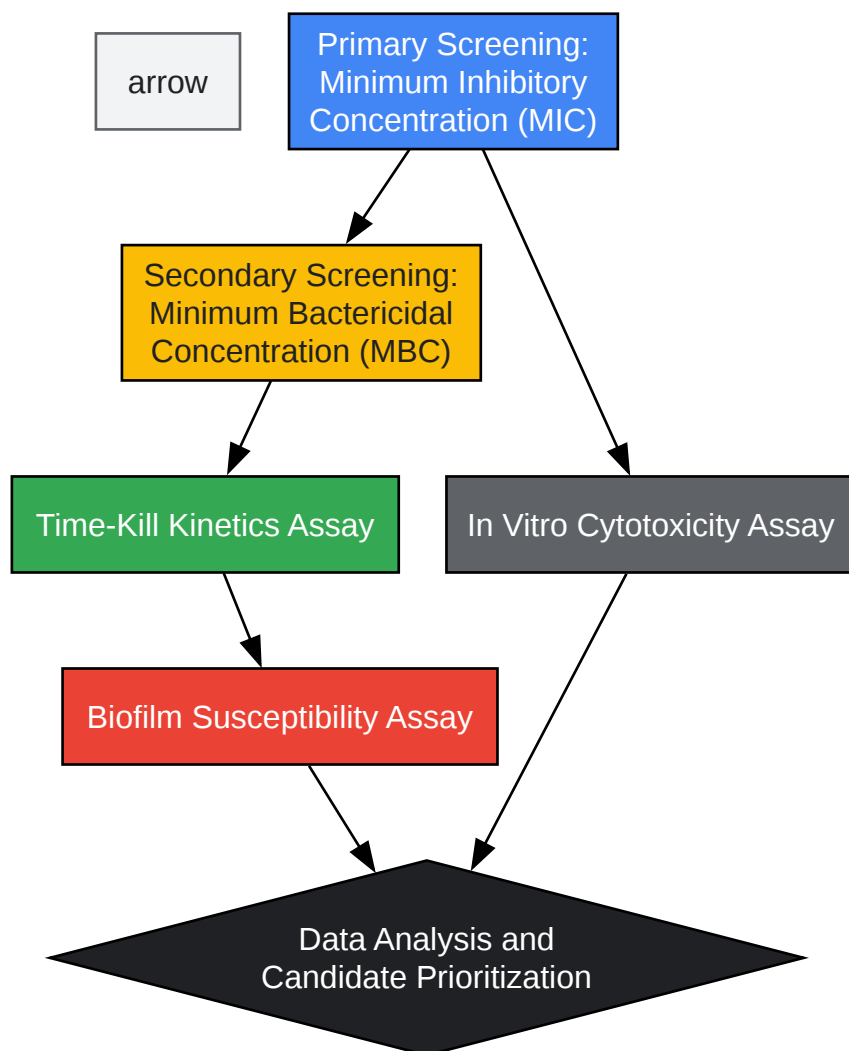 arrow
Primary Screening:
Minimum Inhibitory
Concentration (MIC)
Secondary Screening:
Minimum Bactericidal
Concentration (MBC)
Time-Kill Kinetics Assay
In Vitro Cytotoxicity Assay
Biofilm Susceptibility Assay
Data Analysis and
Candidate Prioritization